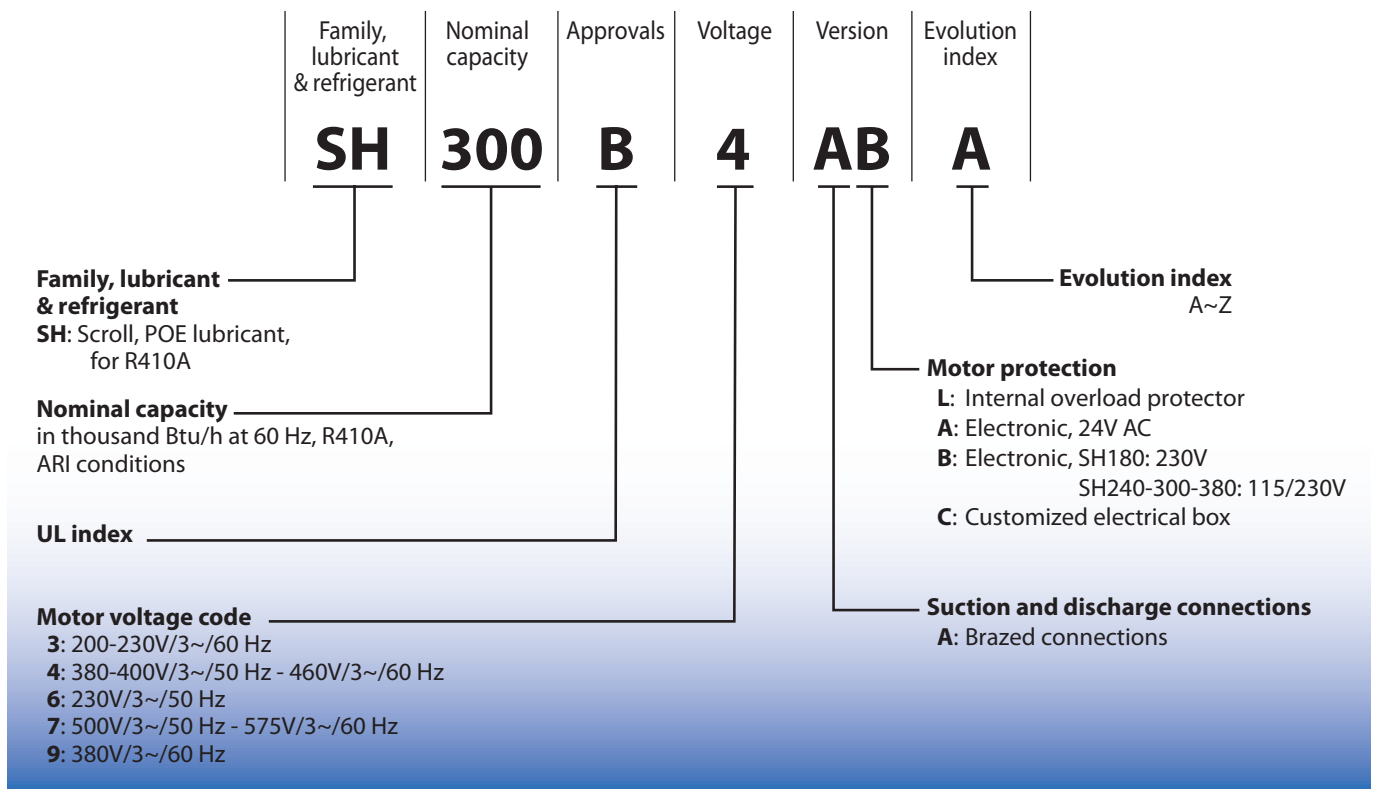 Family,
lubricant
& refrigerant
Nominal
capacity
Approvals
Voltage
Version
Evolution
index
SH 300 B 4 AB A
Family, lubricant
& refrigerant
SH: Scroll, POE lubricant,
for R410A
Nominal capacity
in thousand Btu/h at 60 Hz, R410A,
ARI conditions
UL index
Motor voltage code
3: 200-230V/3~/60 Hz
4: 380-400V/3~/50 Hz - 460V/3~/60 Hz
6: 230V/3~/50 Hz
7: 500V/3~/50 Hz - 575V/3~/60 Hz
9: 380V/3~/60 Hz
Evolution index
A~Z
Motor protection
L: Internal overload protector
A: Electronic, 24V AC
B: Electronic, SH180: 230V
SH240-300-380: 115/230V
C: Customized electrical box
Suction and discharge connections
A: Brazed connections